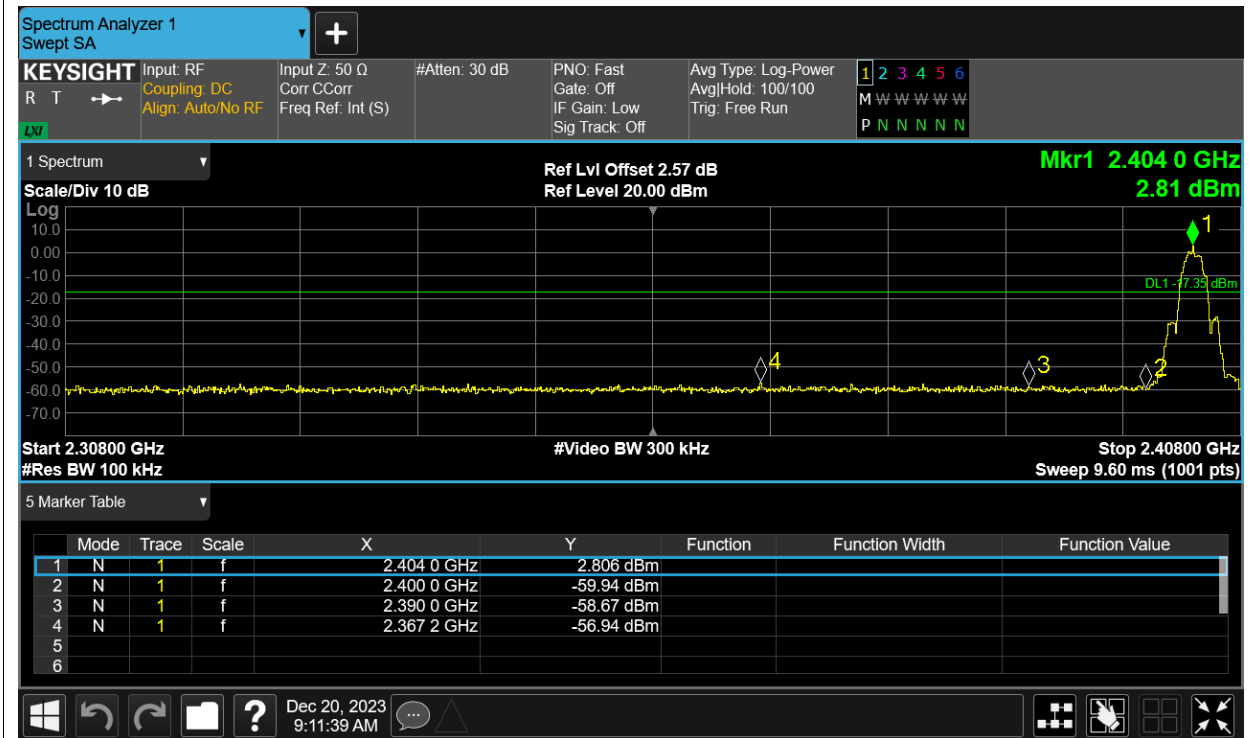 Spectrum Analyzer 1
Swept SA
KEYSIGHT
R T
LXI
Input: RF
Coupling: DC
Align: Auto/No RF
Input Z: 50 Ω
Corr CCorr
Freq Ref: Int (S)
#Atten: 30 dB
PNO: Fast
Gate: Off
IF Gain: Low
Sig Track: Off
Avg Type: Log-Power
Avg|Hold: 100/100
Trig: Free Run
1 2 3 4 5 6
M W W W W W
P N N N N N
1 Spectrum
Scale/Div 10 dB
Ref Lvl Offset 2.57 dB
Ref Level 20.00 dBm
Mkr1 2.404 0 GHz
2.81 dBm
Log
10.0
0.00
-10.0
-20.0
-30.0
-40.0
-50.0
-60.0
-70.0
1
DL1 -17.35 dBm
4
3
2
Start 2.30800 GHz
#Res BW 100 kHz
#Video BW 300 kHz
Stop 2.40800 GHz
Sweep 9.60 ms (1001 pts)
5 Marker Table
Mode Trace Scale X Y Function Function Width Function Value
1 N 1 f 2.404 0 GHz 2.806 dBm
2 N 1 f 2.400 0 GHz -59.94 dBm
3 N 1 f 2.390 0 GHz -58.67 dBm
4 N 1 f 2.367 2 GHz -56.94 dBm
5
6
?
Dec 20, 2023
9:11:39 AM